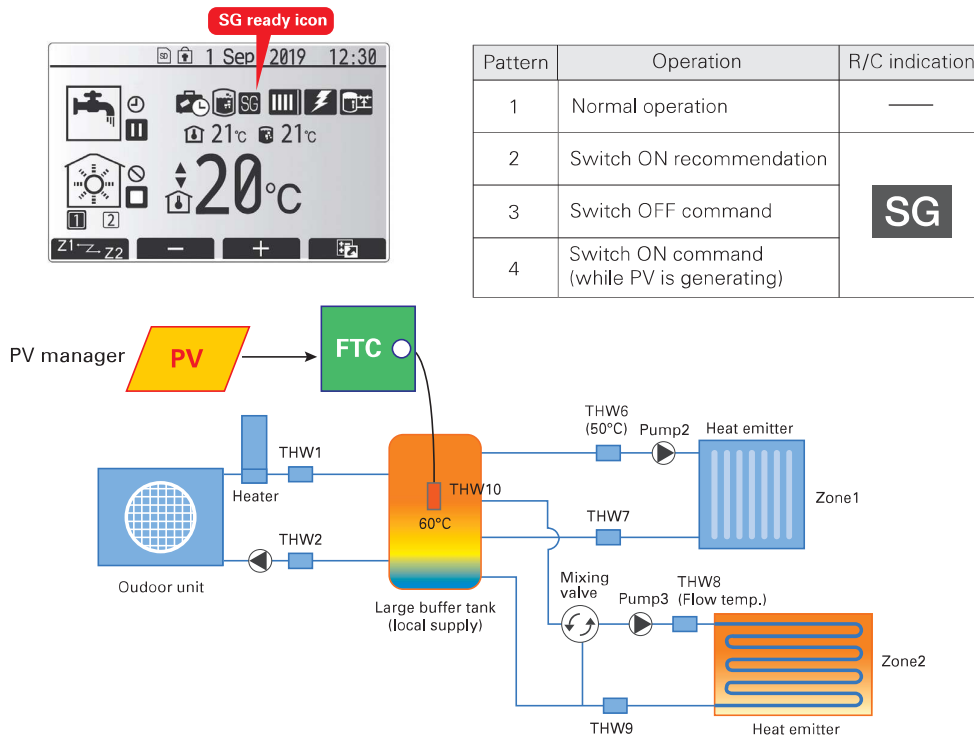 SG ready icon
SD 1 Sep 2019 12:30
SG
21°C 21°C
20°C
1 2
Z1 Z2 − +
Pattern Operation R/C indication
1 Normal operation ——
2 Switch ON recommendation
3 Switch OFF command
SG
4 Switch ON command
(while PV is generating)
PV manager PV FTC
THW6
(50°C) Pump2 Heat emitter
THW1
Heater
THW10
60°C
Zone1
THW7
THW2
Oudoor unit
Large buffer tank
(local supply)
Mixing
valve
Pump3 THW8
(Flow temp.)
Zone2
THW9
Heat emitter